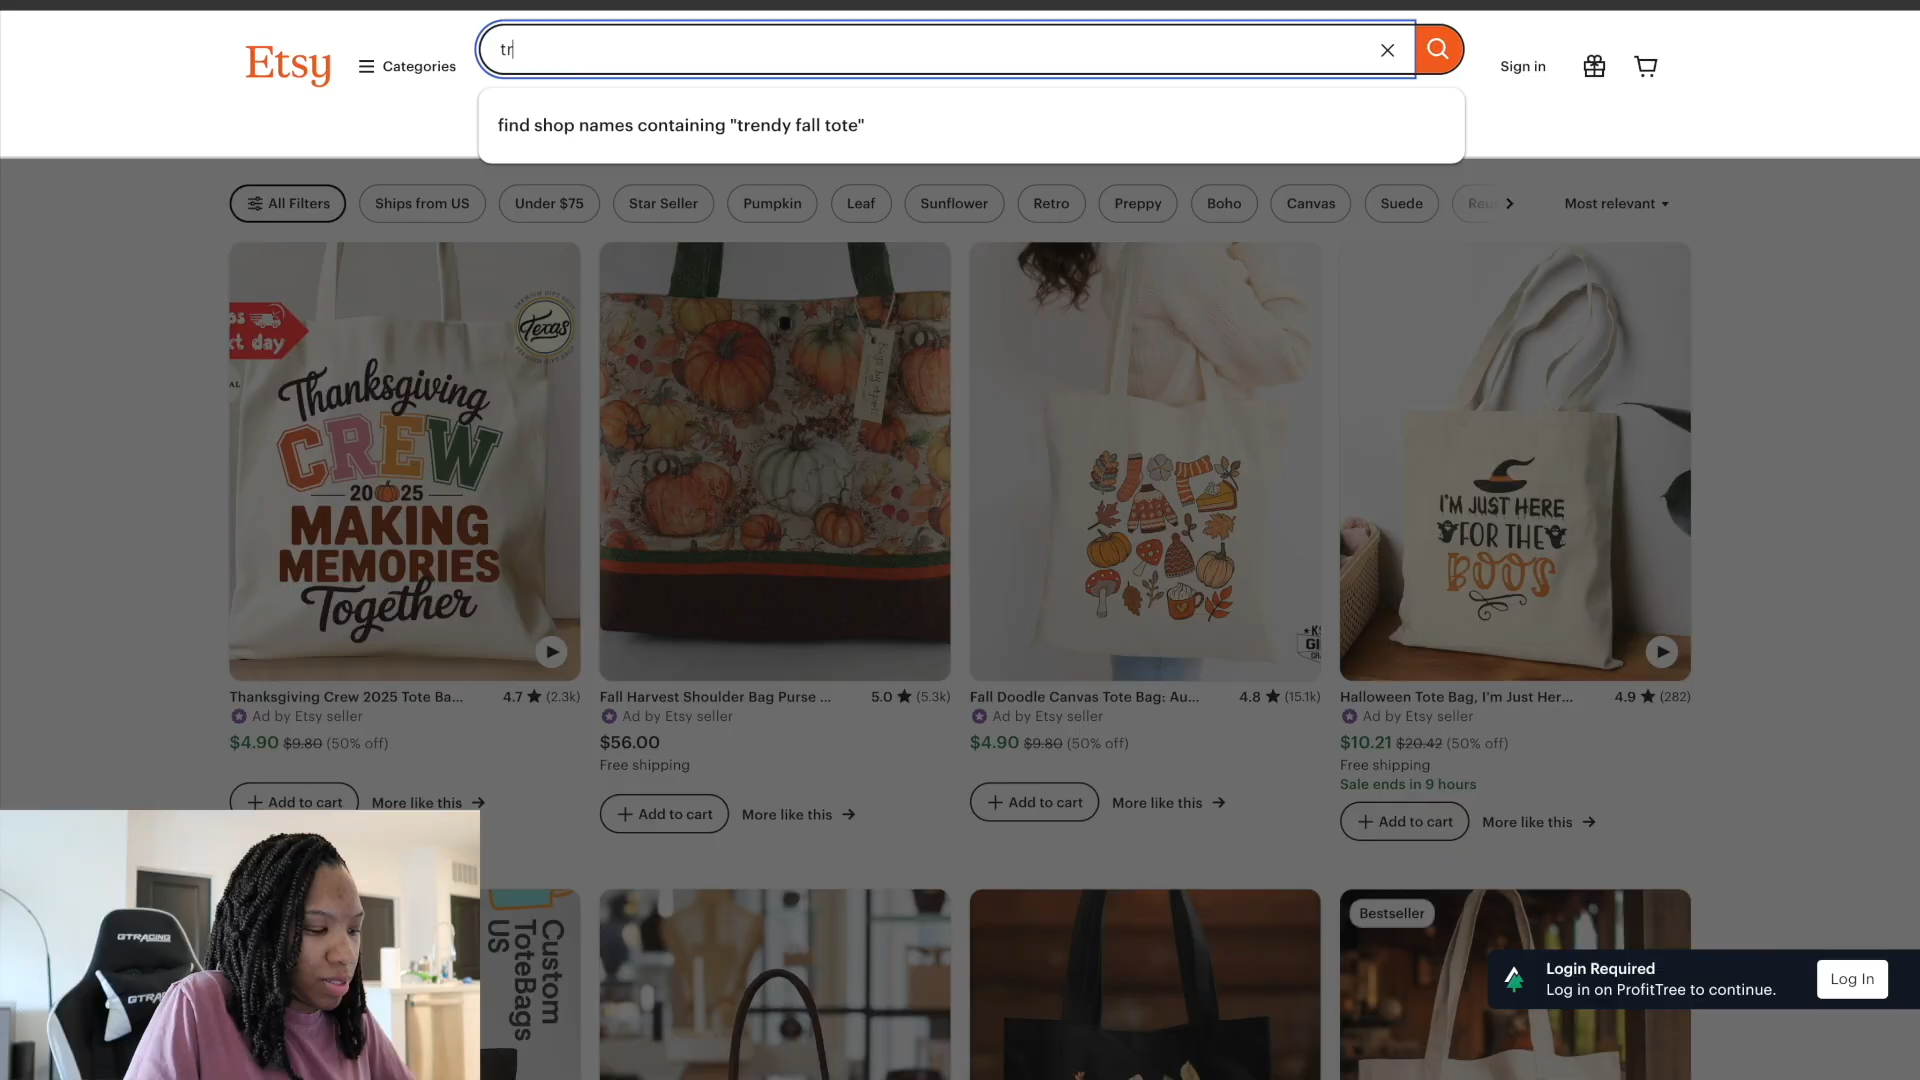 tr
Etsy
Categories
Sign in
find shop names containing "trendy fall tote"
All Filters
Ships from US
Under $75
Star Seller
Pumpkin
Leaf
Sunflower
Retro
Preppy
Boho
Canvas
Suede
Most relevant
Texas
Thanksgiving
CREW
2025
MAKING
MEMORIES
Together
I'M JUST HERE
FOR THE
BOOS
Thanksgiving Crew 2025 Tote Ba...
4.7 ★ (2.3k)
Ad by Etsy seller
$4.90 $9.80 (50% off)
+ Add to cart
More like this →
Fall Harvest Shoulder Bag Purse ...
5.0 ★ (5.3k)
Ad by Etsy seller
$56.00
Free shipping
+ Add to cart
More like this →
Fall Doodle Canvas Tote Bag: Au...
4.8 ★ (15.1k)
Ad by Etsy seller
$4.90 $9.80 (50% off)
+ Add to cart
More like this →
Halloween Tote Bag, I'm Just Her...
4.9 ★ (282)
Ad by Etsy seller
$10.21 $20.42 (50% off)
Free shipping
Sale ends in 9 hours
+ Add to cart
More like this →
GTRACING
Custom
ToteBags
US
Bestseller
Login Required
Log in on ProfitTree to continue.
Log In